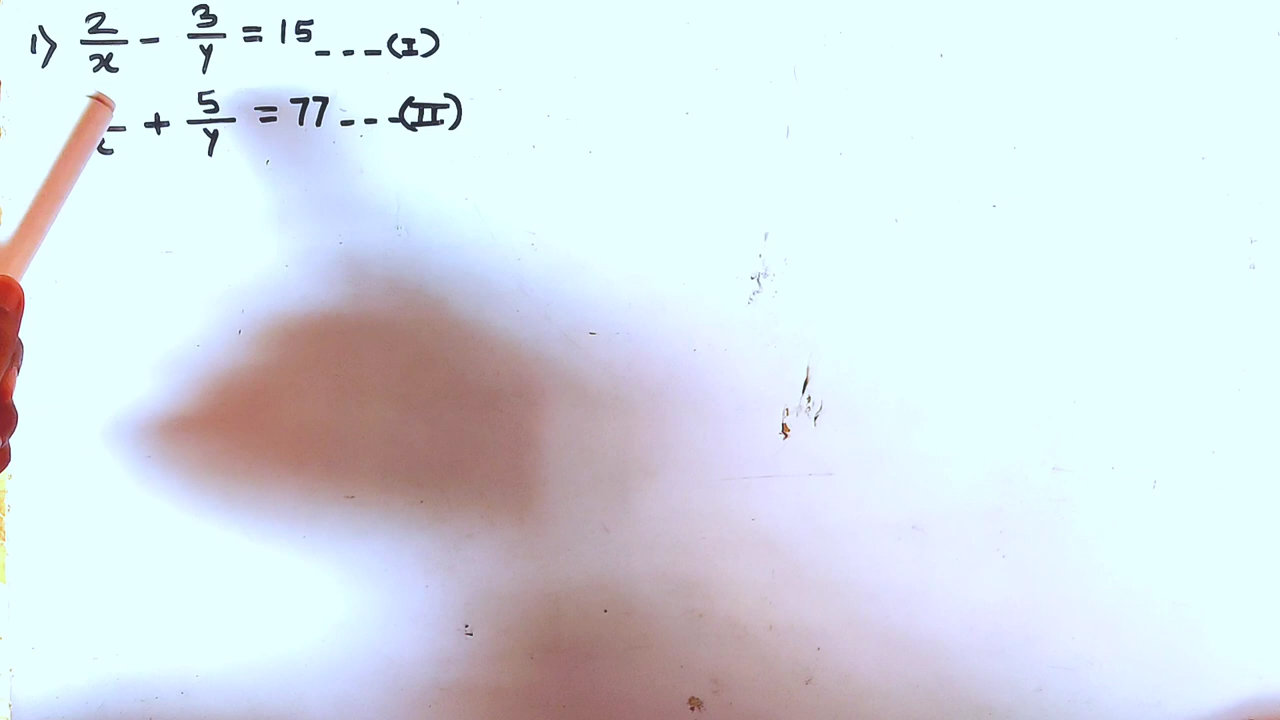 1) 2/x - 3/y = 15 ---(I)
+ 5/y = 77 ---(II)